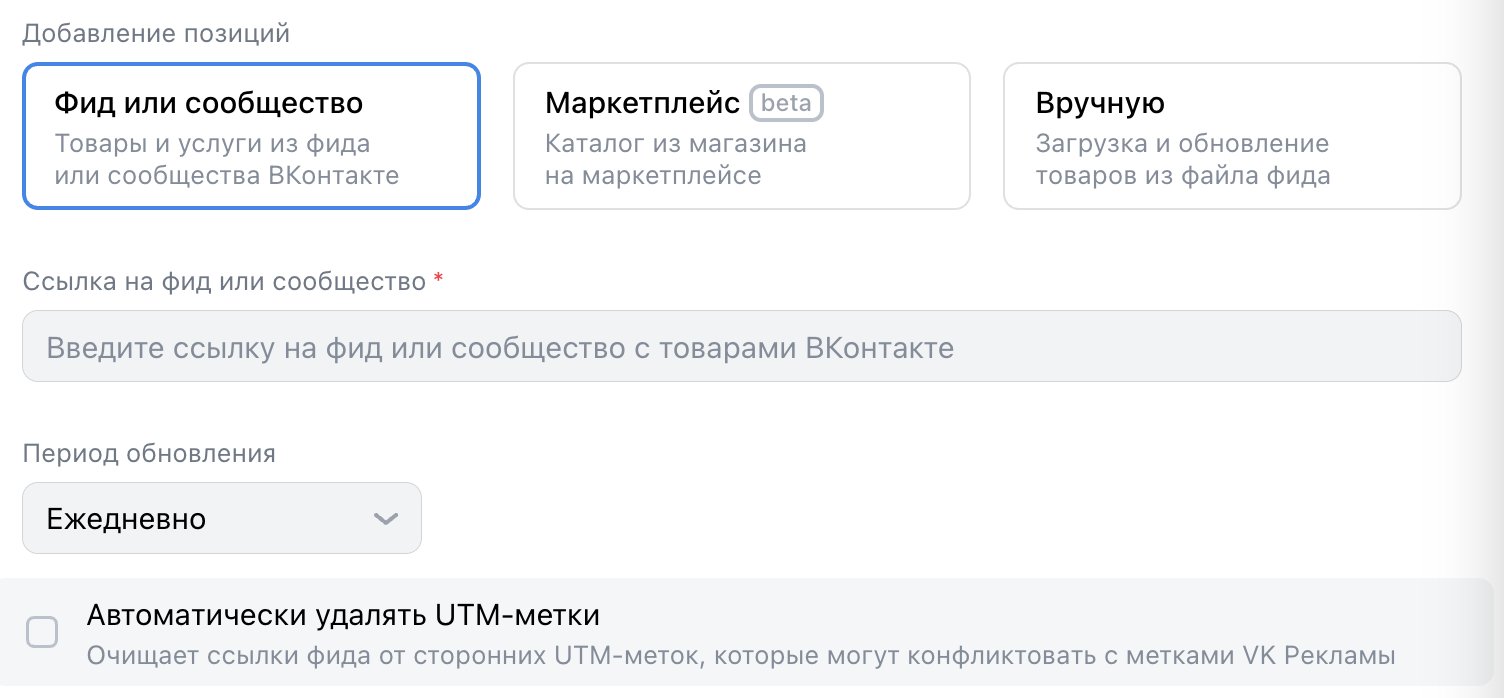 Добавление позиций
Фид или сообщество
Товары и услуги из фида
или сообщества ВКонтакте
Маркетплейс beta
Каталог из магазина
на маркетплейсе
Вручную
Загрузка и обновление
товаров из файла фида
Ссылка на фид или сообщество *
Введите ссылку на фид или сообщество с товарами ВКонтакте
Период обновления
Ежедневно
Автоматически удалять UTM-метки
Очищает ссылки фида от сторонних UTM-меток, которые могут конфликтовать с метками VK Рекламы